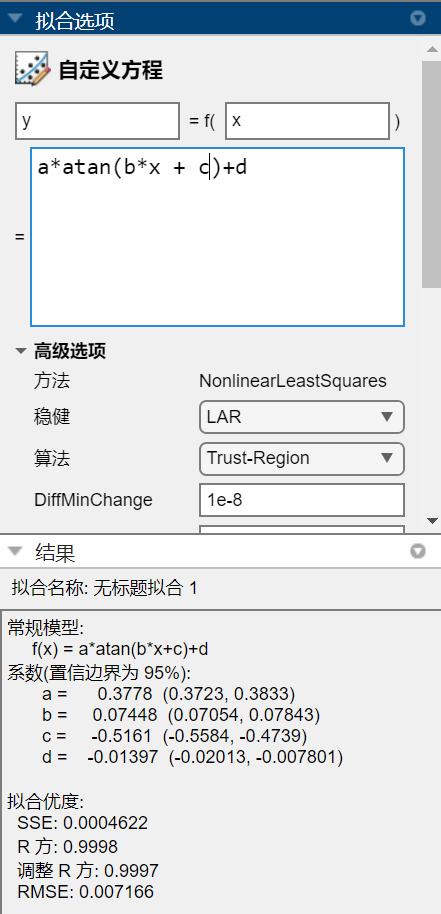 拟合选项
自定义方程
y = f( x )
= a*atan(b*x + c)+d
高级选项
方法 NonlinearLeastSquares
稳健 LAR
算法 Trust-Region
DiffMinChange 1e-8
结果
拟合名称: 无标题拟合 1
常规模型:
f(x) = a*atan(b*x+c)+d
系数(置信边界为 95%):
a = 0.3778 (0.3723, 0.3833)
b = 0.07448 (0.07054, 0.07843)
c = -0.5161 (-0.5584, -0.4739)
d = -0.01397 (-0.02013, -0.007801)
拟合优度:
SSE: 0.0004622
R 方: 0.9998
调整 R 方: 0.9997
RMSE: 0.007166